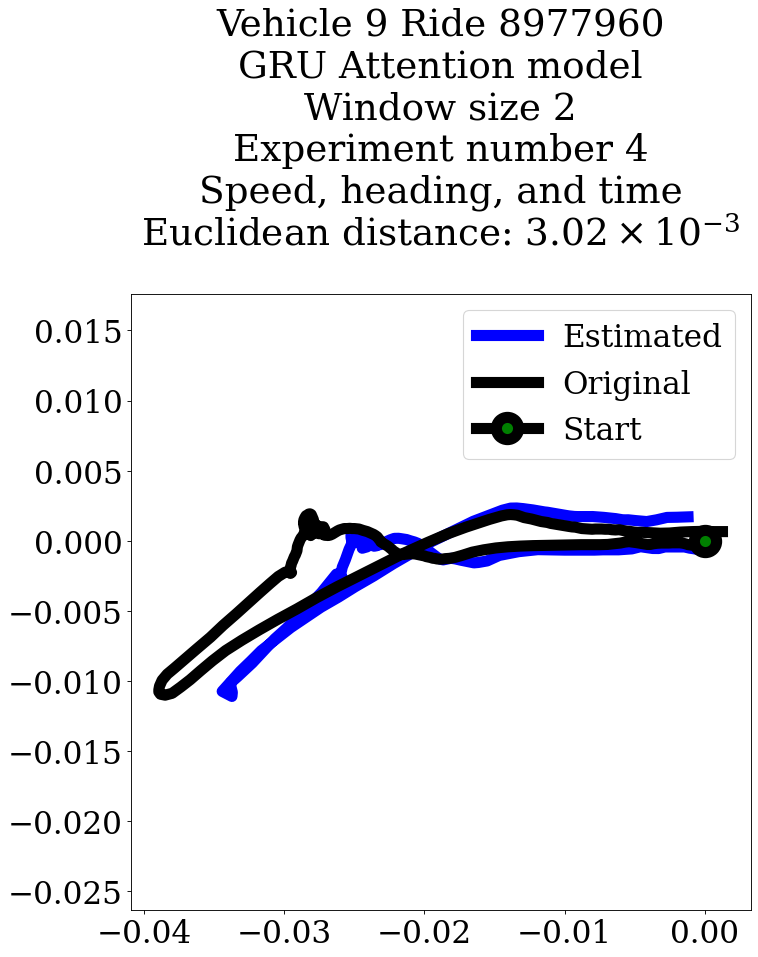 Vehicle 9 Ride 8977960
GRU Attention model
Window size 2
Experiment number 4
Speed, heading, and time
Euclidean distance: 3.02 × 10⁻³
Estimated
Original
Start
0.015
0.010
0.005
0.000
−0.005
−0.010
−0.015
−0.020
−0.025
−0.04 −0.03 −0.02 −0.01 0.00